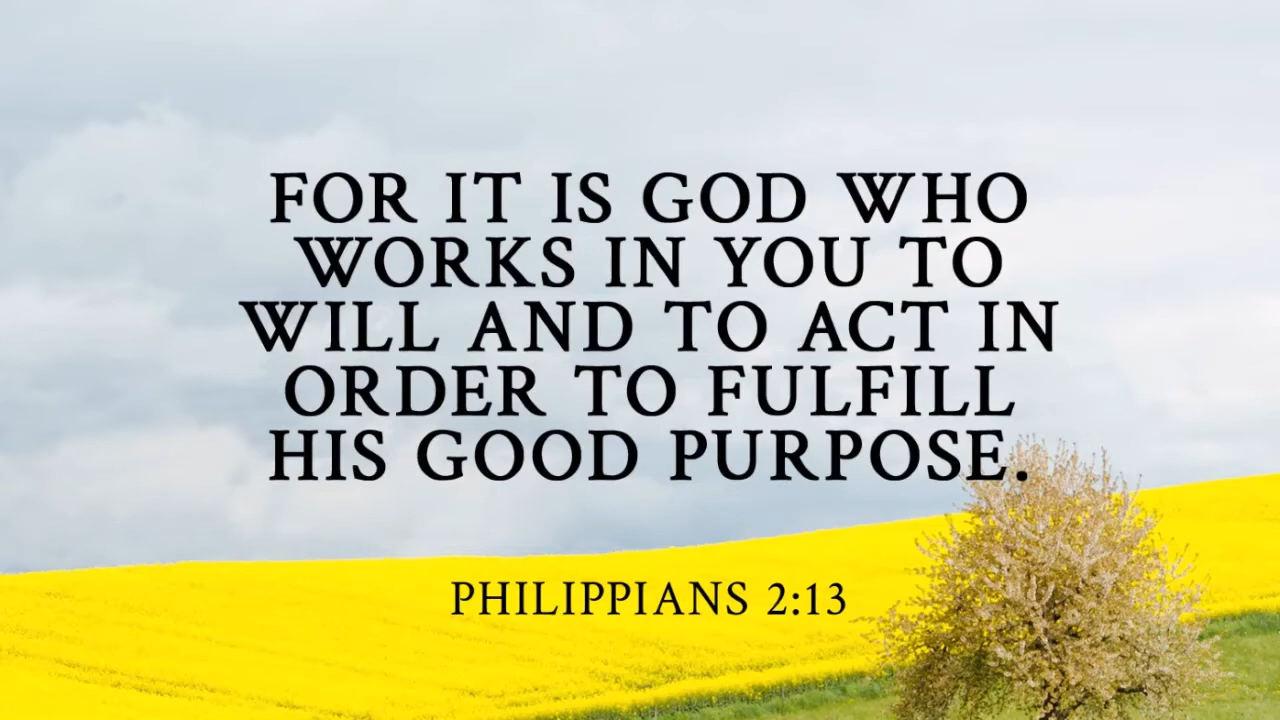 FOR IT IS GOD WHO
WORKS IN YOU TO
WILL AND TO ACT IN
ORDER TO FULFILL
HIS GOOD PURPOSE.
PHILIPPIANS 2:13